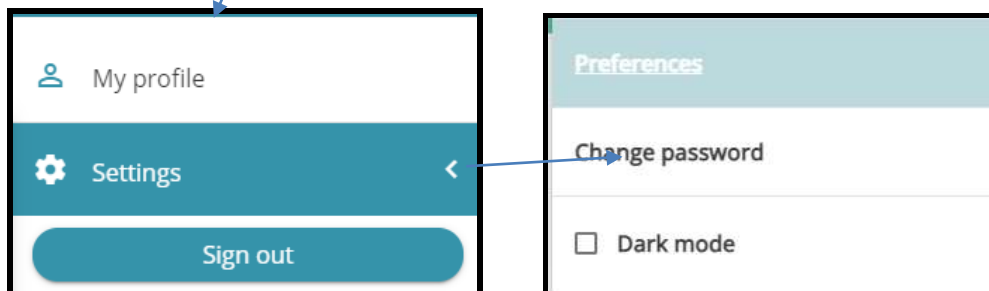 My profile
Settings
Sign out
Preferences
Change password
Dark mode